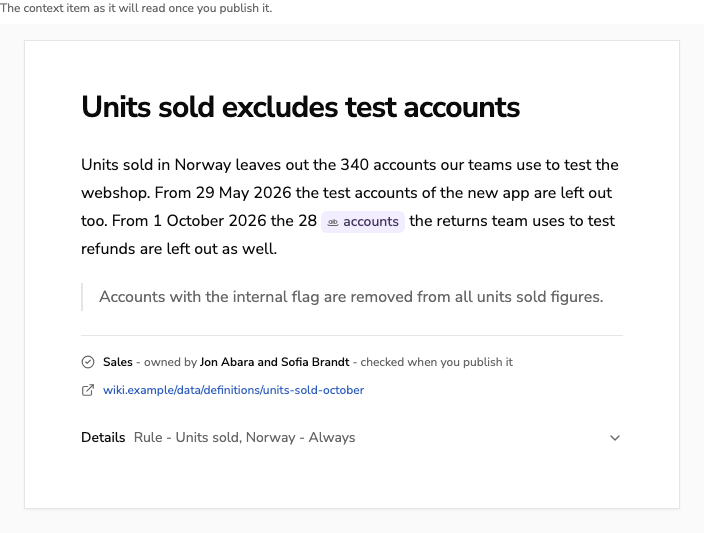 The context item as it will read once you publish it.
Units sold excludes test accounts
Units sold in Norway leaves out the 340 accounts our teams use to test the
webshop. From 29 May 2026 the test accounts of the new app are left out
too. From 1 October 2026 the 28 accounts the returns team uses to test
refunds are left out as well.
Accounts with the internal flag are removed from all units sold figures.
Sales - owned by Jon Abara and Sofia Brandt - checked when you publish it
wiki.example/data/definitions/units-sold-october
Details Rule - Units sold, Norway - Always